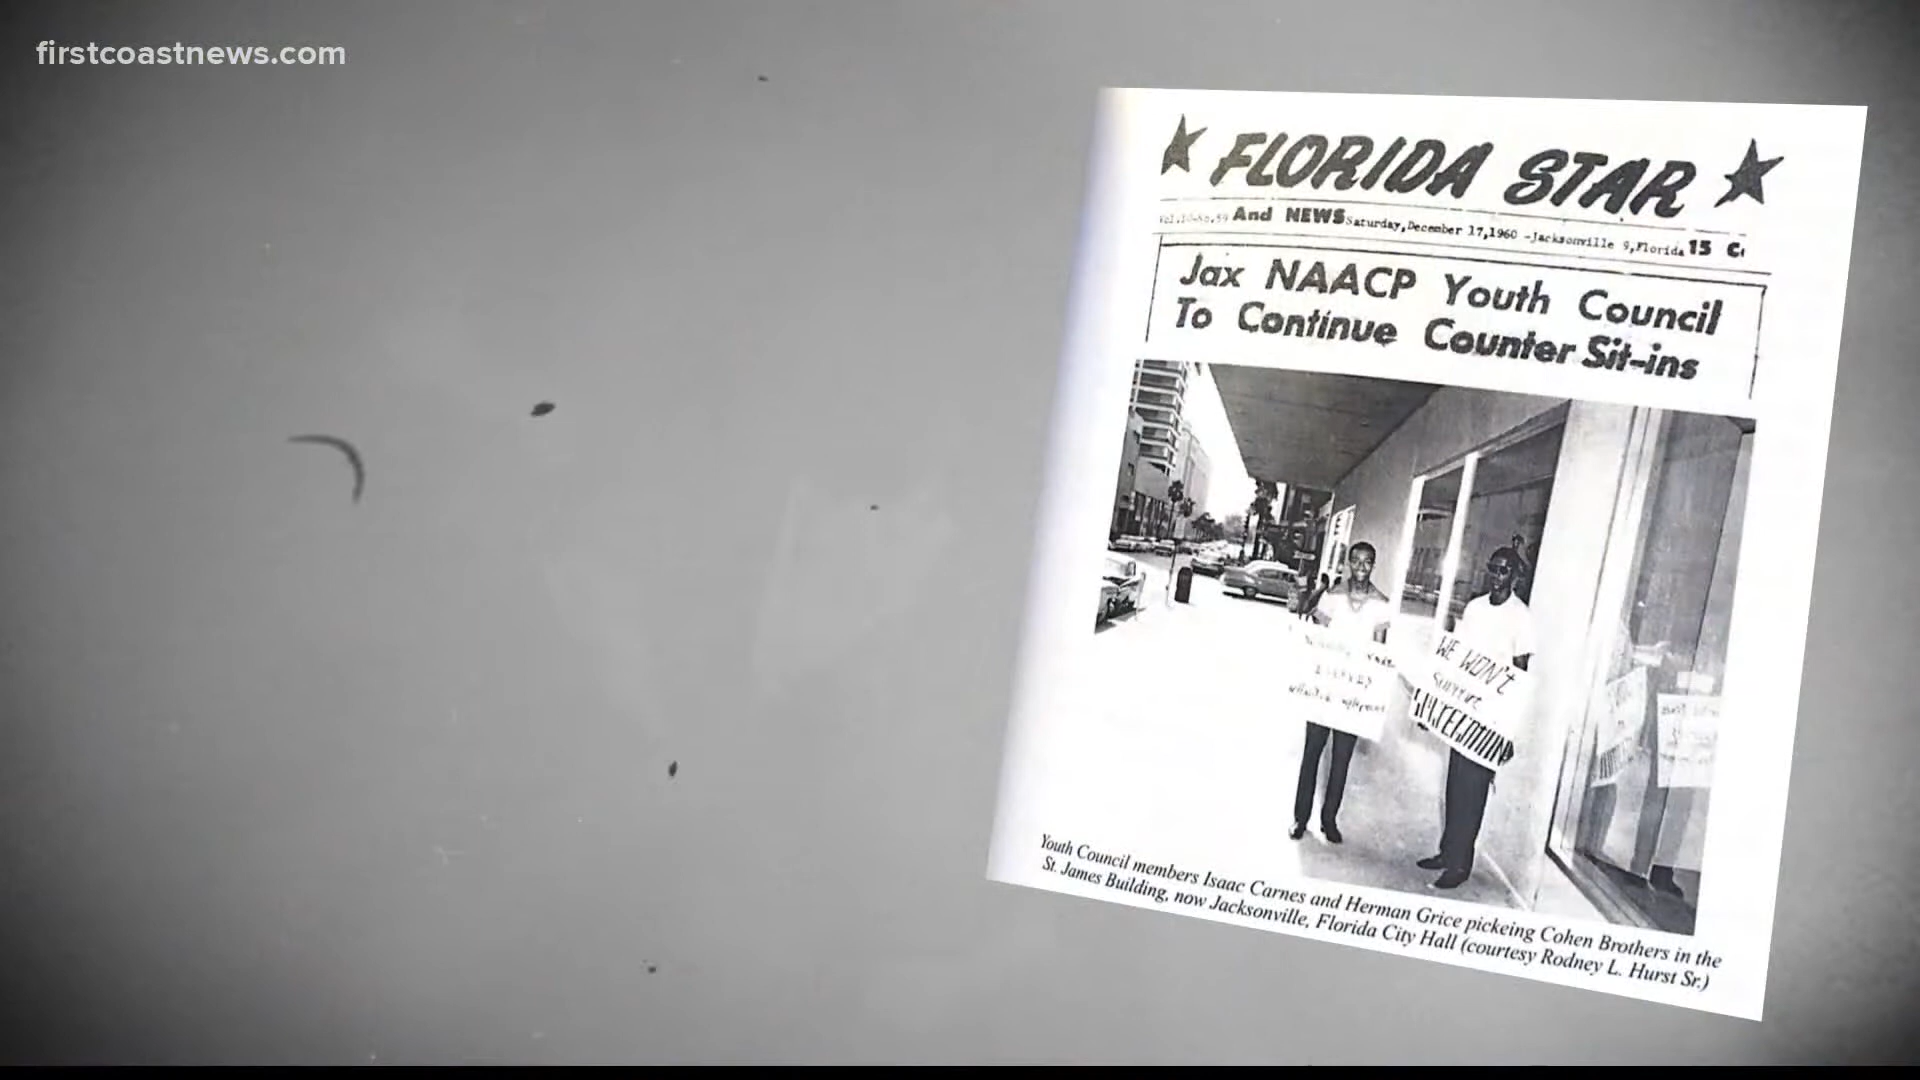 firstcoastnews.com
FLORIDA STAR
And NEWS Saturday, December 17, 1960 -Jacksonville 9, Florida 15
Jax NAACP Youth Council
To Continue Counter Sit-ins
WE WON'T
SUPPORT
Youth Council members Isaac Carnes and Herman Grice pickeing Cohen Brothers in the
St. James Building, now Jacksonville, Florida City Hall (courtesy Rodney L. Hurst Sr.)